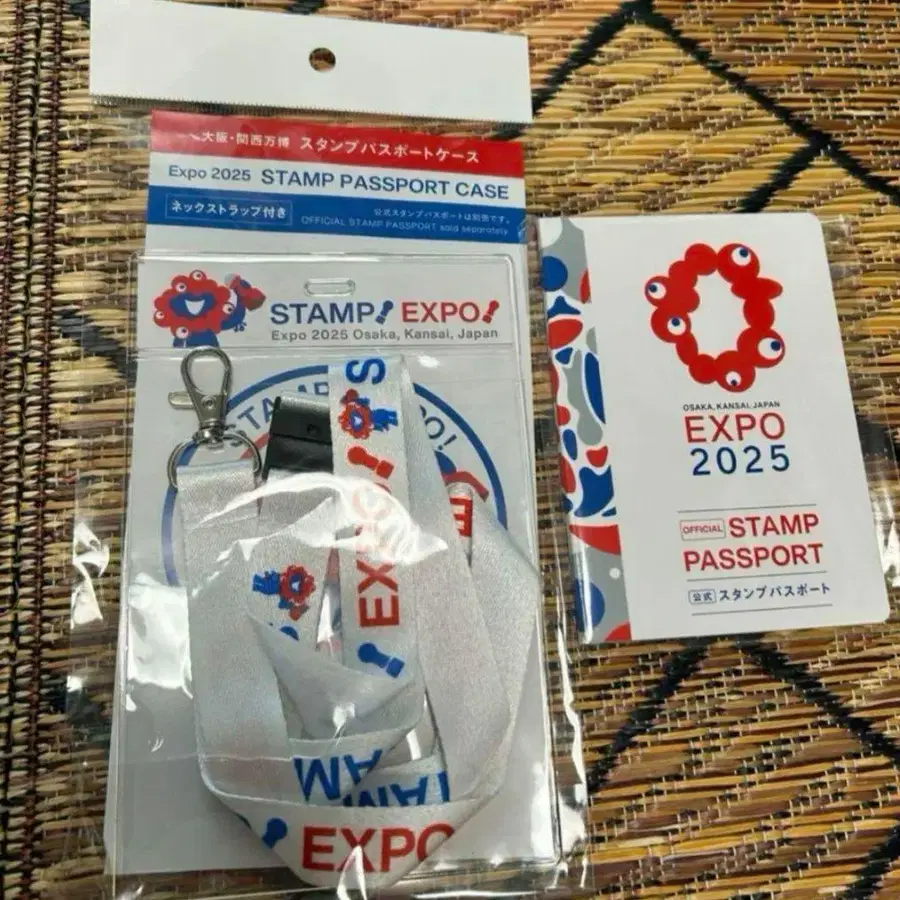 大阪・関西万博 スタンプパスポートケース
Expo 2025 STAMP PASSPORT CASE
ネックストラップ付き
公式スタンプパスポートは別売です。
OFFICIAL STAMP PASSPORT sold separately.
STAMP! EXPO!
Expo 2025 Osaka, Kansai, Japan
EXPO!
EXPO
OSAKA, KANSAI, JAPAN
EXPO
2025
OFFICIAL STAMP
PASSPORT
公式 スタンプパスポート